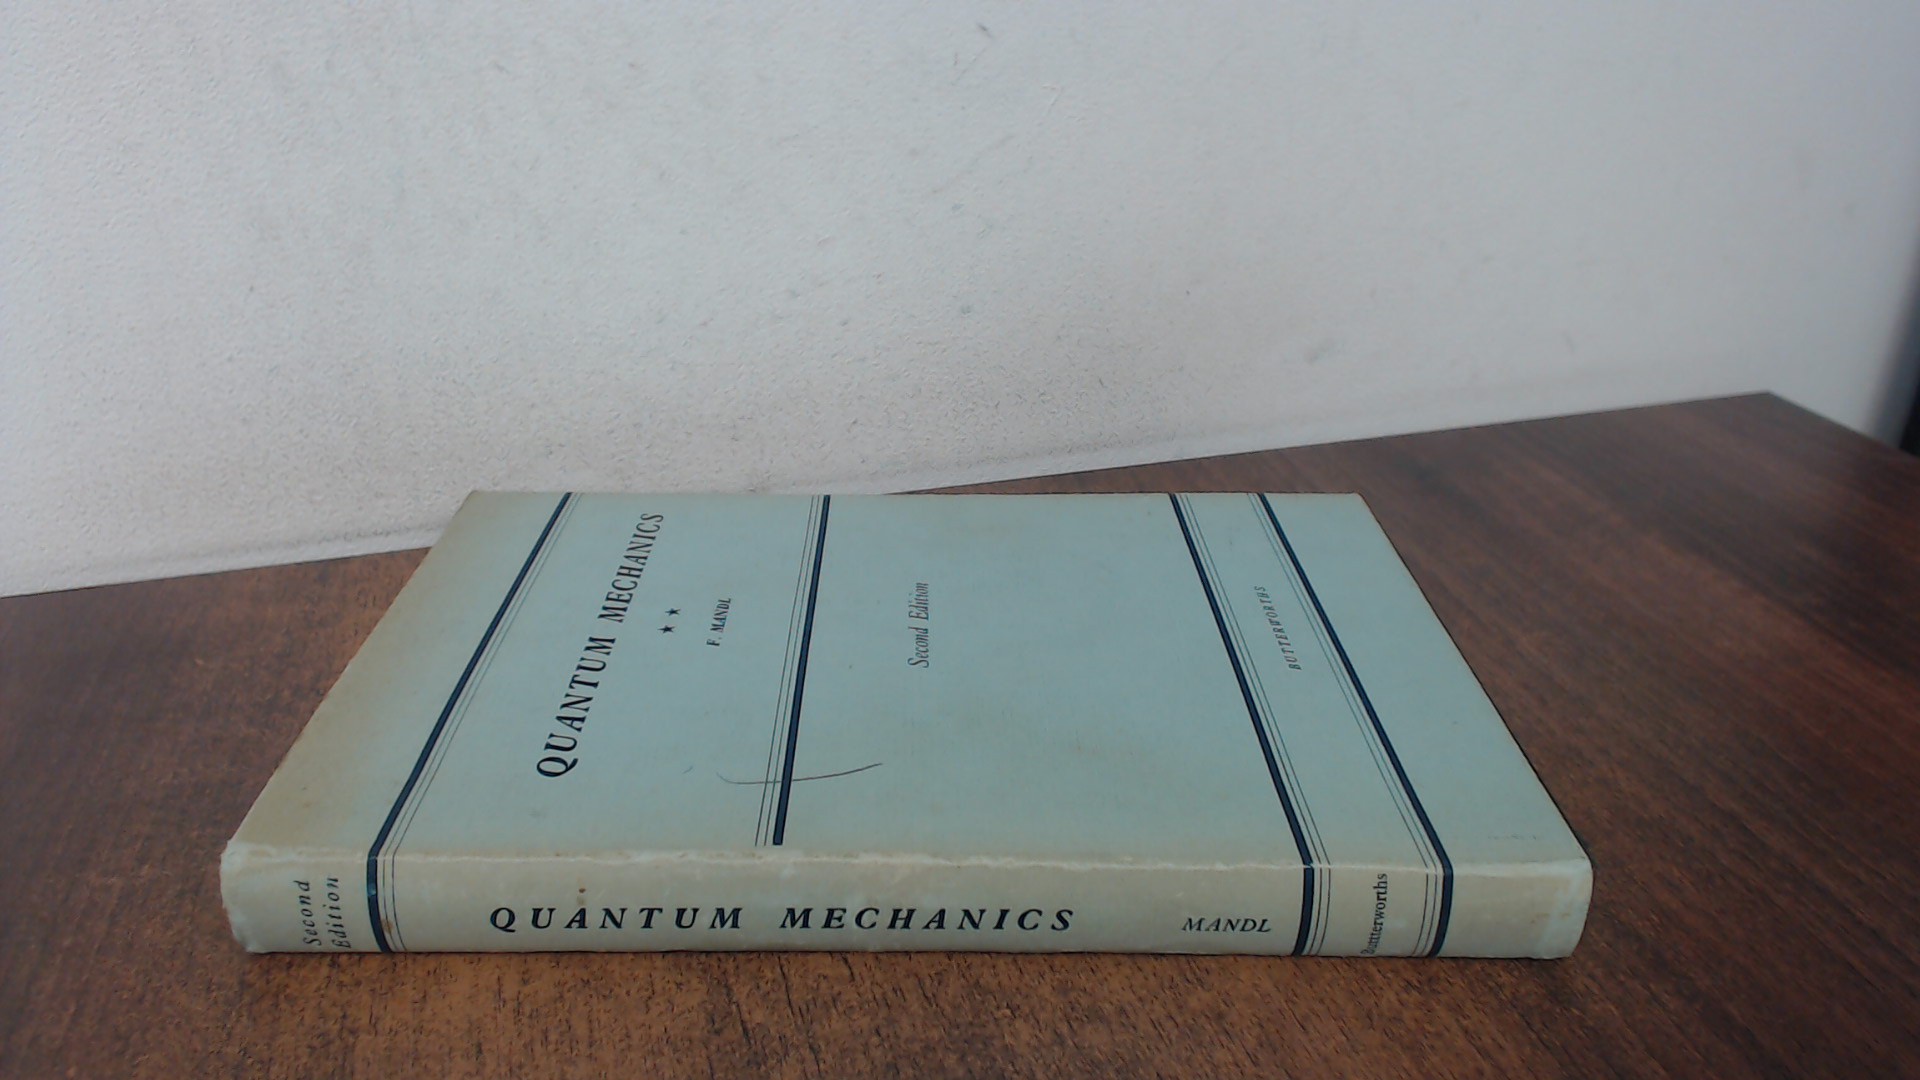 QUANTUM MECHANICS
★ ★
F. MANDL
Second Edition
BUTTERWORTHS
Second
Edition
QUANTUM MECHANICS
MANDL
Butterworths